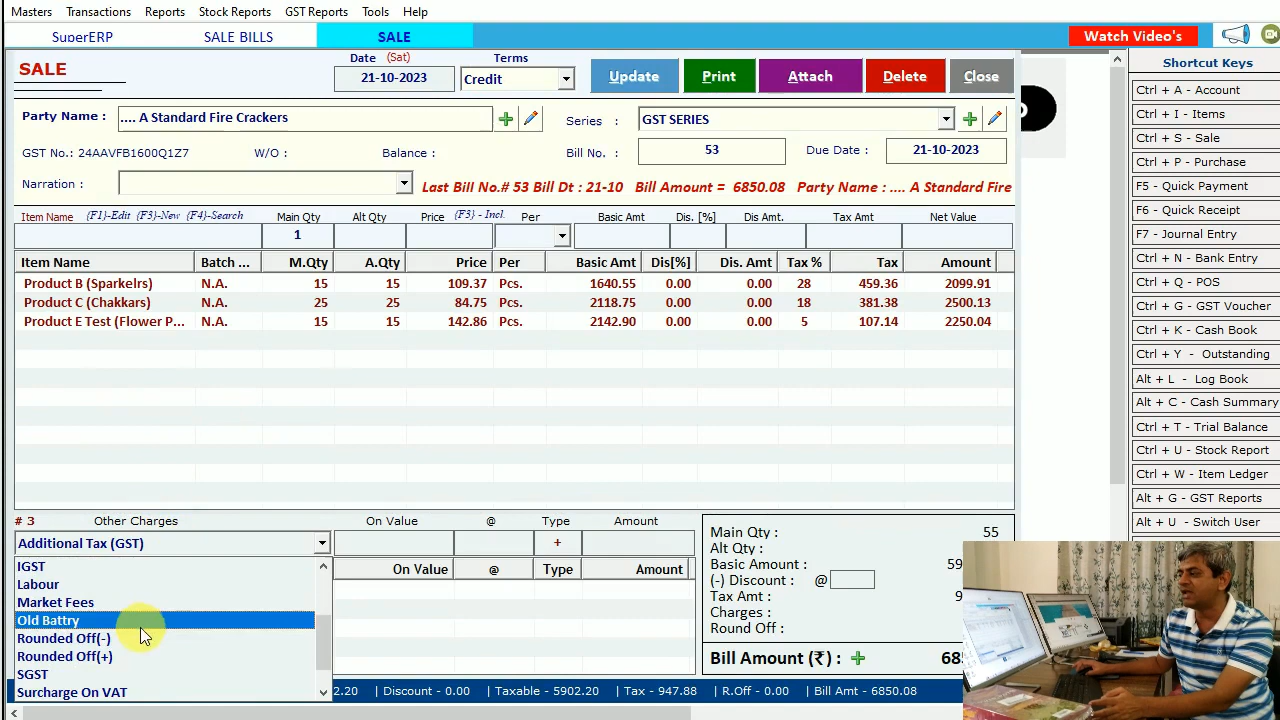 Masters Transactions Reports Stock Reports GST Reports Tools Help
SuperERP SALE BILLS SALE Watch Video's
SALE Date (Sat) Terms Shortcut Keys
21-10-2023 Credit Update Print Attach Delete Close
Party Name : .... A Standard Fire Crackers Series : GST SERIES
GST No.: 24AAVFB1600Q1Z7 W/O : Balance : Bill No. : 53 Due Date : 21-10-2023
Narration : Last Bill No.# 53 Bill Dt : 21-10 Bill Amount = 6850.08 Party Name : .... A Standard Fire
Item Name {F1}-Edit {F3}-New {F4}-Search Main Qty Alt Qty Price {F3} - Incl. Per Basic Amt Dis. [%] Dis Amt. Tax Amt Net Value
1
Item Name Batch ... M.Qty A.Qty Price Per Basic Amt Dis[%] Dis. Amt Tax % Tax Amount
Product B (Sparkelrs) N.A. 15 15 109.37 Pcs. 1640.55 0.00 0.00 28 459.36 2099.91
Product C (Chakkars) N.A. 25 25 84.75 Pcs. 2118.75 0.00 0.00 18 381.38 2500.13
Product E Test (Flower P... N.A. 15 15 142.86 Pcs. 2142.90 0.00 0.00 5 107.14 2250.04
# 3 Other Charges On Value @ Type Amount
Additional Tax (GST) +
On Value @ Type Amount
IGST
Labour
Market Fees
Old Battry
Rounded Off(-)
Rounded Off(+)
SGST
Surcharge On VAT
Main Qty : 55
Alt Qty :
Basic Amount : 59
(-) Discount : @
Tax Amt : 9
Charges :
Round Off :
Bill Amount (₹) : + 685
2.20 | Discount - 0.00 | Taxable - 5902.20 | Tax - 947.88 | R.Off - 0.00 | Bill Amt - 6850.08
Ctrl + A - Account
Ctrl + I - Items
Ctrl + S - Sale
Ctrl + P - Purchase
F5 - Quick Payment
F6 - Quick Receipt
F7 - Journal Entry
Ctrl + N - Bank Entry
Ctrl + Q - POS
Ctrl + G - GST Voucher
Ctrl + K - Cash Book
Ctrl + Y - Outstanding
Alt + L - Log Book
Alt + C - Cash Summary
Ctrl + T - Trial Balance
Ctrl + U - Stock Report
Ctrl + W - Item Ledger
Alt + G - GST Reports
Alt + U - Switch User